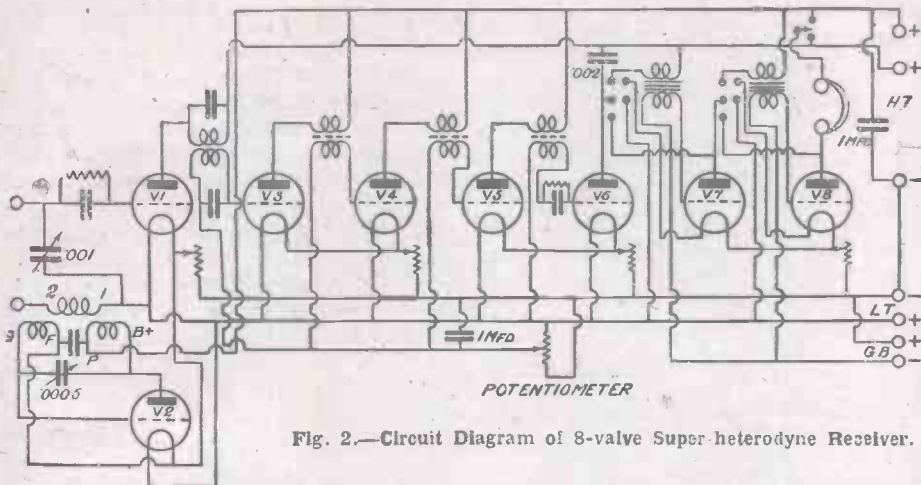 +
+
·002
HT
1MFD
−
V1
V3
V4
V5
V6
V7
V8
·001
2
1
LT
+
g
F
B+
1MFD
+
GB
−
P
·0005
POTENTIOMETER
V2
Fig. 2.—Circuit Diagram of 8-valve Super-heterodyne Receiver.